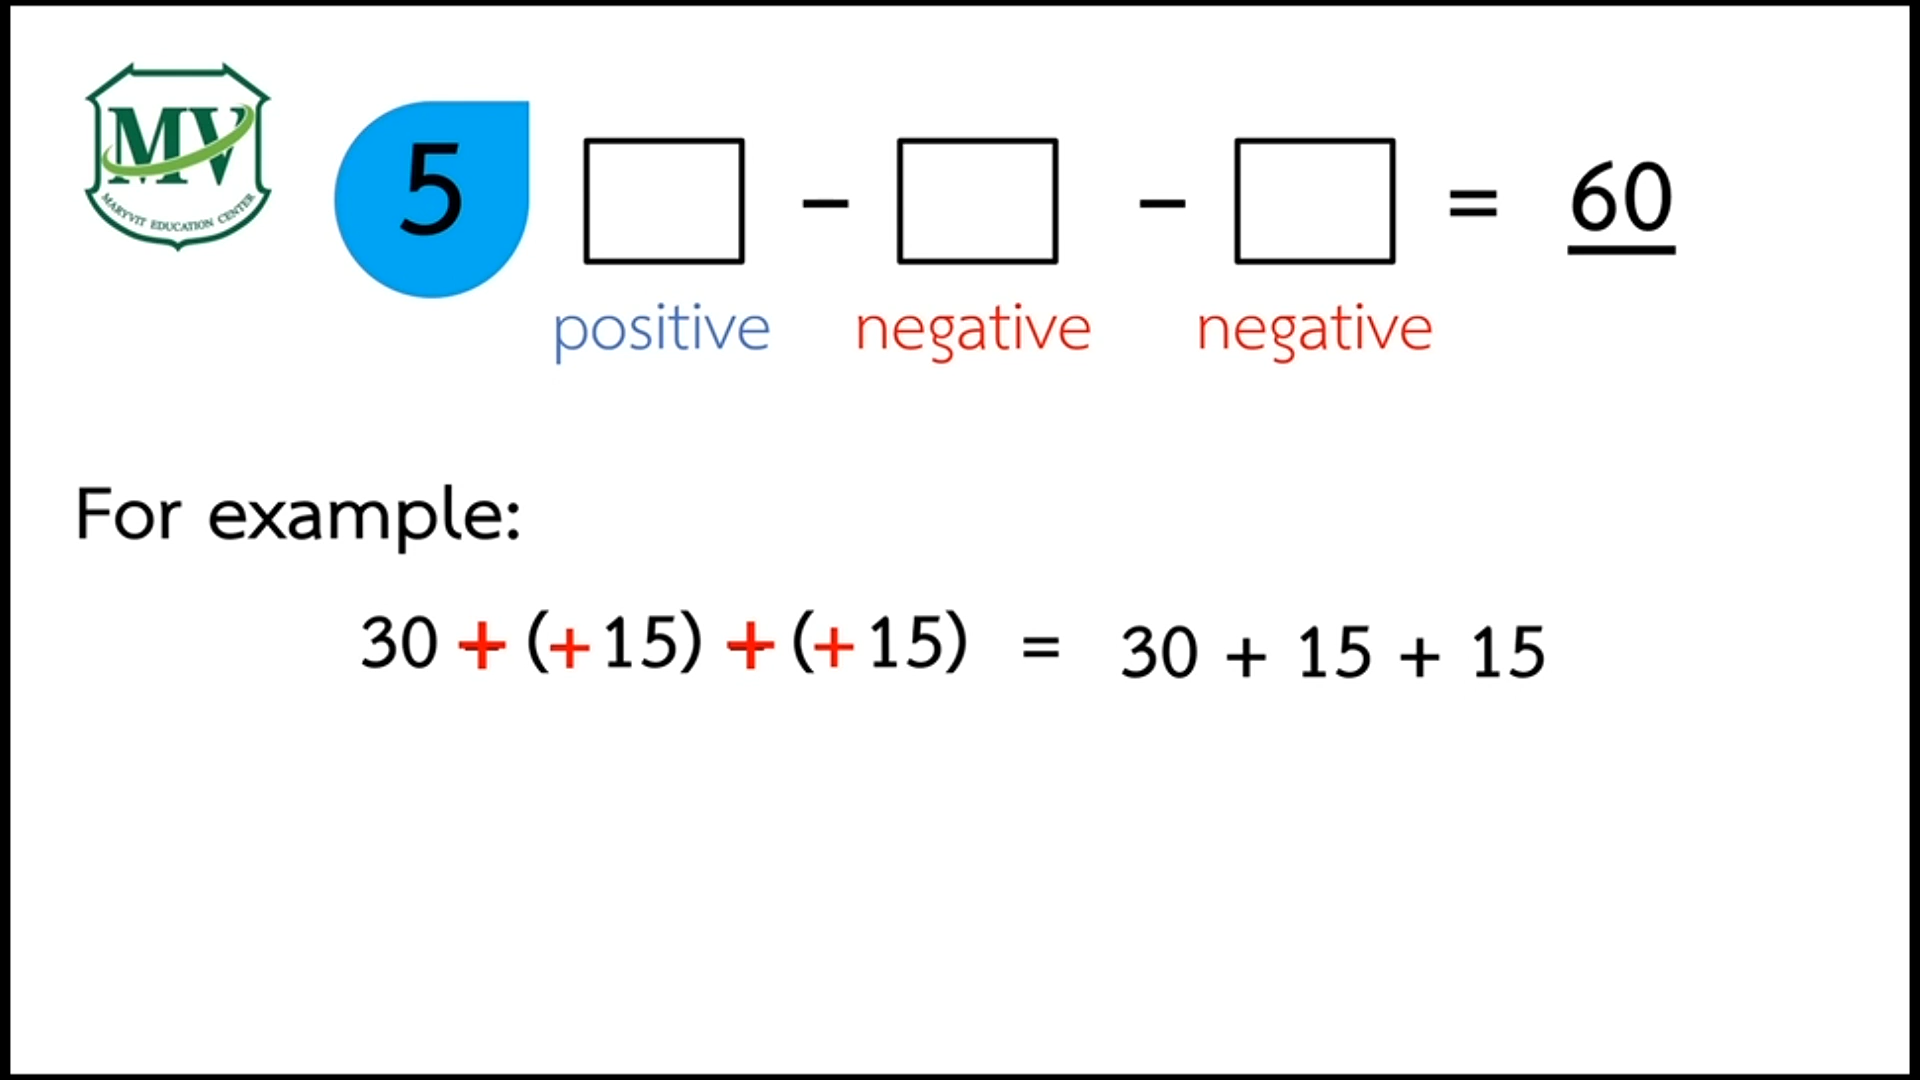 MV
MARYVIT EDUCATION CENTER
5 □ - □ - □ = 60
positive negative negative
For example:
30 + (+15) + (+15) = 30 + 15 + 15